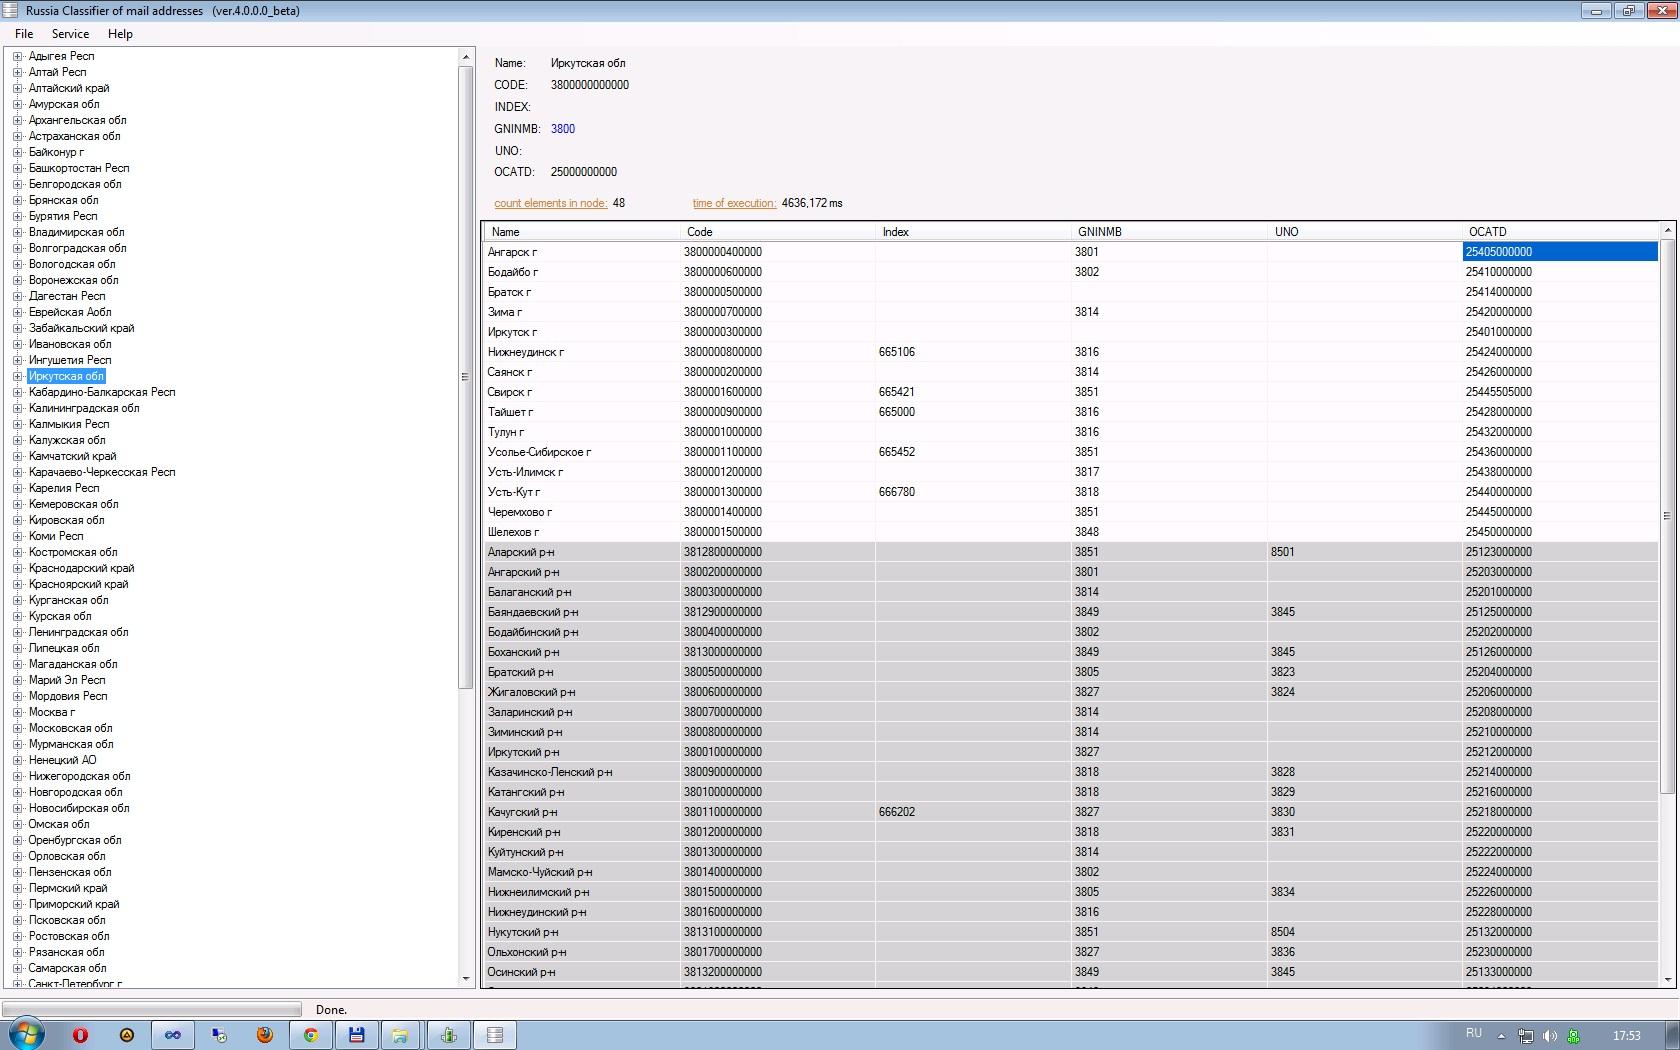 Russia Classifier of mail addresses (ver.4.0.0.0_beta)
File Service Help
Адыгея Респ
Алтай Респ
Алтайский край
Амурская обл
Архангельская обл
Астраханская обл
Байконур г
Башкортостан Респ
Белгородская обл
Брянская обл
Бурятия Респ
Владимирская обл
Волгоградская обл
Вологодская обл
Воронежская обл
Дагестан Респ
Еврейская Аобл
Забайкальский край
Ивановская обл
Ингушетия Респ
Иркутская обл
Кабардино-Балкарская Респ
Калининградская обл
Калмыкия Респ
Калужская обл
Камчатский край
Карачаево-Черкесская Респ
Карелия Респ
Кемеровская обл
Кировская обл
Коми Респ
Костромская обл
Краснодарский край
Красноярский край
Курганская обл
Курская обл
Ленинградская обл
Липецкая обл
Магаданская обл
Марий Эл Респ
Мордовия Респ
Москва г
Московская обл
Мурманская обл
Ненецкий АО
Нижегородская обл
Новгородская обл
Новосибирская обл
Омская обл
Оренбургская обл
Орловская обл
Пензенская обл
Пермский край
Приморский край
Псковская обл
Ростовская обл
Рязанская обл
Самарская обл
Санкт-Петербург г
Name: Иркутская обл
CODE: 3800000000000
INDEX:
GNINMB: 3800
UNO:
OCATD: 25000000000
count elements in node: 48 time of execution: 4636,172 ms
Name Code Index GNINMB UNO OCATD
Ангарск г 3800000400000 3801 25405000000
Бодайбо г 3800000600000 3802 25410000000
Братск г 3800000500000 25414000000
Зима г 3800000700000 3814 25420000000
Иркутск г 3800000300000 25401000000
Нижнеудинск г 3800000800000 665106 3816 25424000000
Саянск г 3800000200000 3814 25426000000
Свирск г 3800001600000 665421 3851 25445505000
Тайшет г 3800000900000 665000 3816 25428000000
Тулун г 3800001000000 3816 25432000000
Усолье-Сибирское г 3800001100000 665452 3851 25436000000
Усть-Илимск г 3800001200000 3817 25438000000
Усть-Кут г 3800001300000 666780 3818 25440000000
Черемхово г 3800001400000 3851 25445000000
Шелехов г 3800001500000 3848 25450000000
Аларский р-н 3812800000000 3851 8501 25123000000
Ангарский р-н 3800200000000 3801 25203000000
Балаганский р-н 3800300000000 3814 25201000000
Баяндаевский р-н 3812900000000 3849 3845 25125000000
Бодайбинский р-н 3800400000000 3802 25202000000
Боханский р-н 3813000000000 3849 3845 25126000000
Братский р-н 3800500000000 3805 3823 25204000000
Жигаловский р-н 3800600000000 3827 3824 25206000000
Заларинский р-н 3800700000000 3814 25208000000
Зиминский р-н 3800800000000 3814 25210000000
Иркутский р-н 3800100000000 3827 25212000000
Казачинско-Ленский р-н 3800900000000 3818 3828 25214000000
Катангский р-н 3801000000000 3818 3829 25216000000
Качугский р-н 3801100000000 666202 3827 3830 25218000000
Киренский р-н 3801200000000 3818 3831 25220000000
Куйтунский р-н 3801300000000 3814 25222000000
Мамско-Чуйский р-н 3801400000000 3802 25224000000
Нижнеилимский р-н 3801500000000 3805 3834 25226000000
Нижнеудинский р-н 3801600000000 3816 25228000000
Нукутский р-н 3813100000000 3851 8504 25132000000
Ольхонский р-н 3801700000000 3827 3836 25230000000
Осинский р-н 3813200000000 3849 3845 25133000000
Done.
RU 17:53